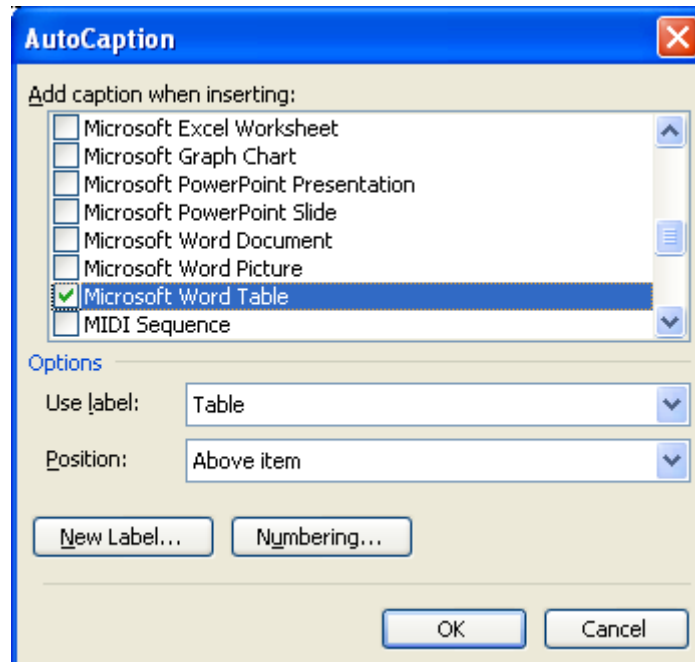 AutoCaption
Add caption when inserting:
Microsoft Excel Worksheet
Microsoft Graph Chart
Microsoft PowerPoint Presentation
Microsoft PowerPoint Slide
Microsoft Word Document
Microsoft Word Picture
Microsoft Word Table
MIDI Sequence
Options
Use label: Table
Position: Above item
New Label... Numbering...
OK Cancel